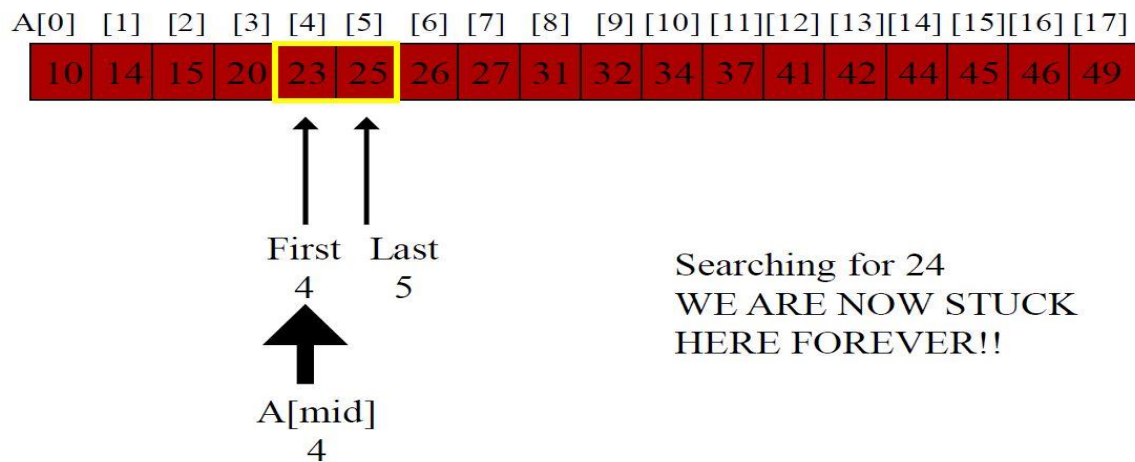 A[0] [1] [2] [3] [4] [5] [6] [7] [8] [9] [10] [11][12] [13][14] [15][16] [17]
10 14 15 20 23 25 26 27 31 32 34 37 41 42 44 45 46 49
First Last
4 5
Searching for 24
WE ARE NOW STUCK
HERE FOREVER!!
A[mid]
4